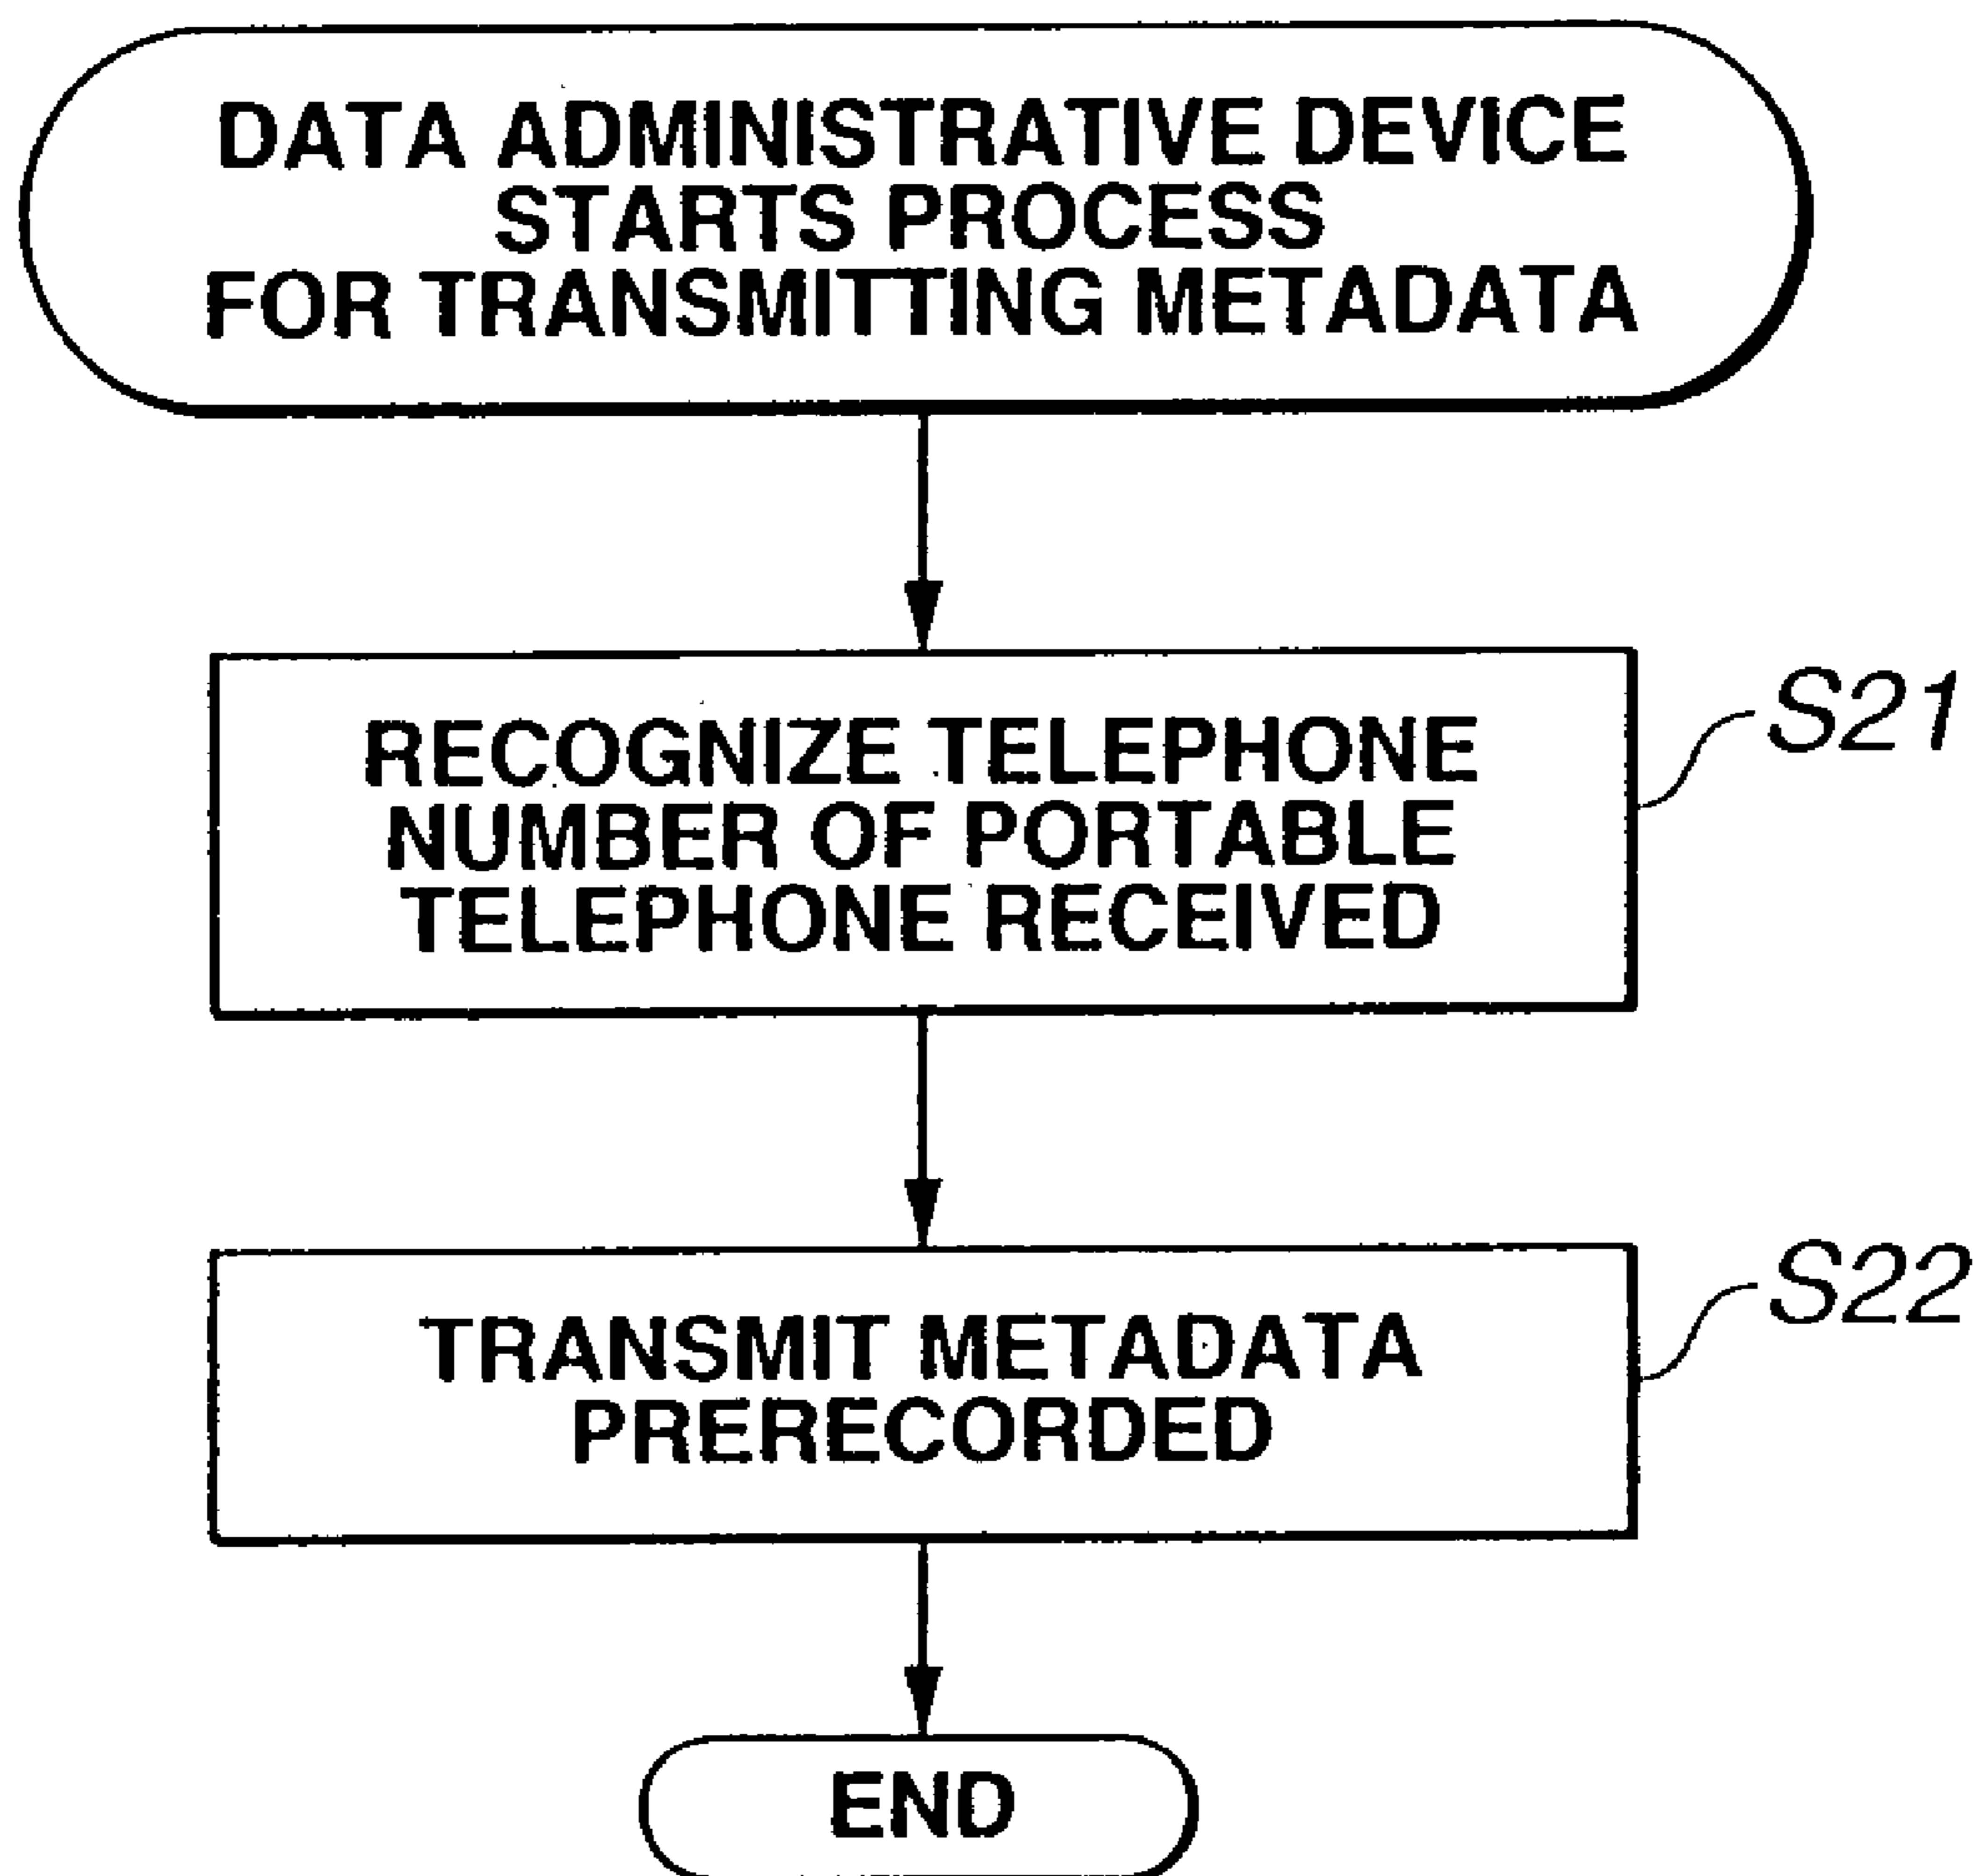 DATA ADMINISTRATIVE DEVICE
STARTS PROCESS
FOR TRANSMITTING METADATA
RECOGNIZE TELEPHONE
NUMBER OF PORTABLE
TELEPHONE RECEIVED
S21
TRANSMIT METADATA
PRERECORDED
S22
END